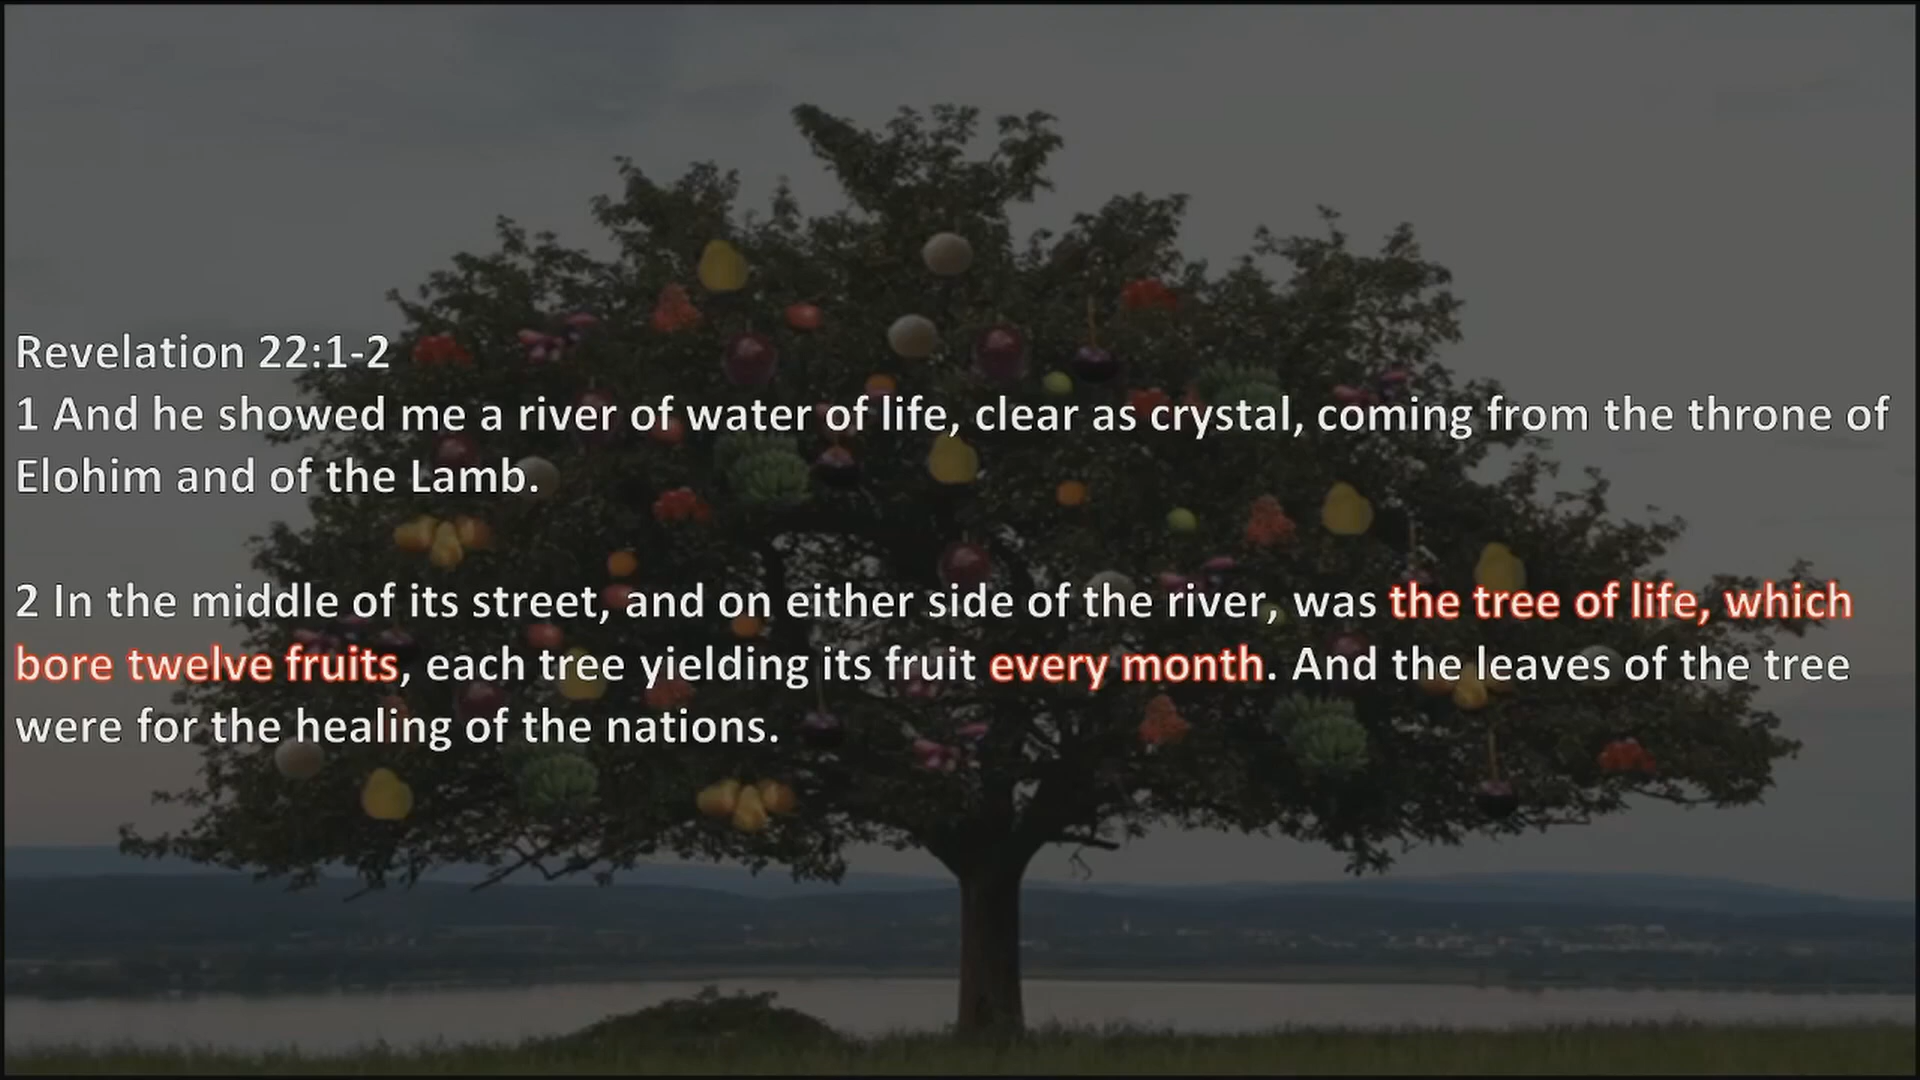 Revelation 22:1-2
1 And he showed me a river of water of life, clear as crystal, coming from the throne of
Elohim and of the Lamb.
2 In the middle of its street, and on either side of the river, was the tree of life, which
bore twelve fruits, each tree yielding its fruit every month. And the leaves of the tree
were for the healing of the nations.